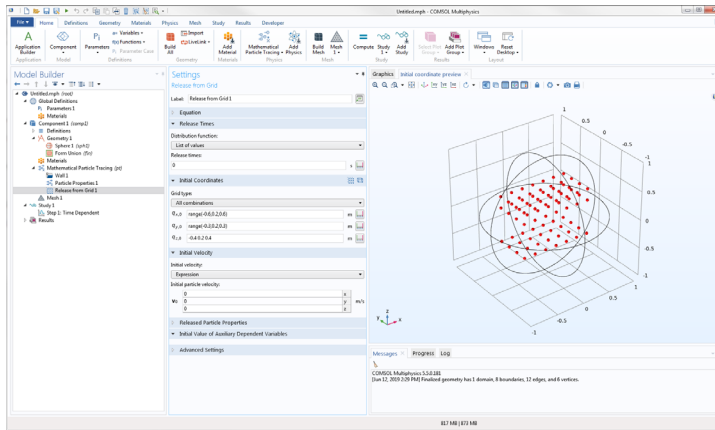 Untitled.mph - COMSOL Multiphysics
File Home Definitions Geometry Materials Physics Mesh Study Results Developer
Application Builder
Component 1
Parameters
a= Variables
f(x) Functions
Parameter Case
Build All
Import
LiveLink
Add Material
Mathematical Particle Tracing
Add Physics
Build Mesh
Mesh 1
Compute
Study 1
Add Study
Select Plot Group
Add Plot Group
Windows
Reset Desktop
Application Model Definitions Geometry Materials Physics Mesh Study Results Layout
Model Builder
Untitled.mph (root)
Global Definitions
Pi Parameters 1
Materials
Component 1 (comp1)
Definitions
Geometry 1
Sphere 1 (sph1)
Form Union (fin)
Materials
Mathematical Particle Tracing (pt)
Wall 1
Particle Properties 1
Release from Grid 1
Mesh 1
Study 1
Step 1: Time Dependent
Results
Settings
Release from Grid
Label: Release from Grid 1
Equation
Release Times
Distribution function:
List of values
Release times:
0 s
Initial Coordinates
Grid type:
All combinations
qx,0 range(-0.6,0.2,0.6) m
qy,0 range(-0.3,0.2,0.3) m
qz,0 -0.4 0.2 0.4 m
Initial Velocity
Initial velocity:
Expression
Initial particle velocity:
0 x
v0 0 y m/s
0 z
Released Particle Properties
Initial Value of Auxiliary Dependent Variables
Advanced Settings
Graphics Initial coordinate preview
1
0.5
0
-0.5
-1
1
0.5
0
-0.5
-1
1
0.5
0
-0.5
-1
z
y x
Messages Progress Log
COMSOL Multiphysics 5.5.0.181
[Jun 12, 2019 2:29 PM] Finalized geometry has 1 domain, 8 boundaries, 12 edges, and 6 vertices.
817 MB | 873 MB